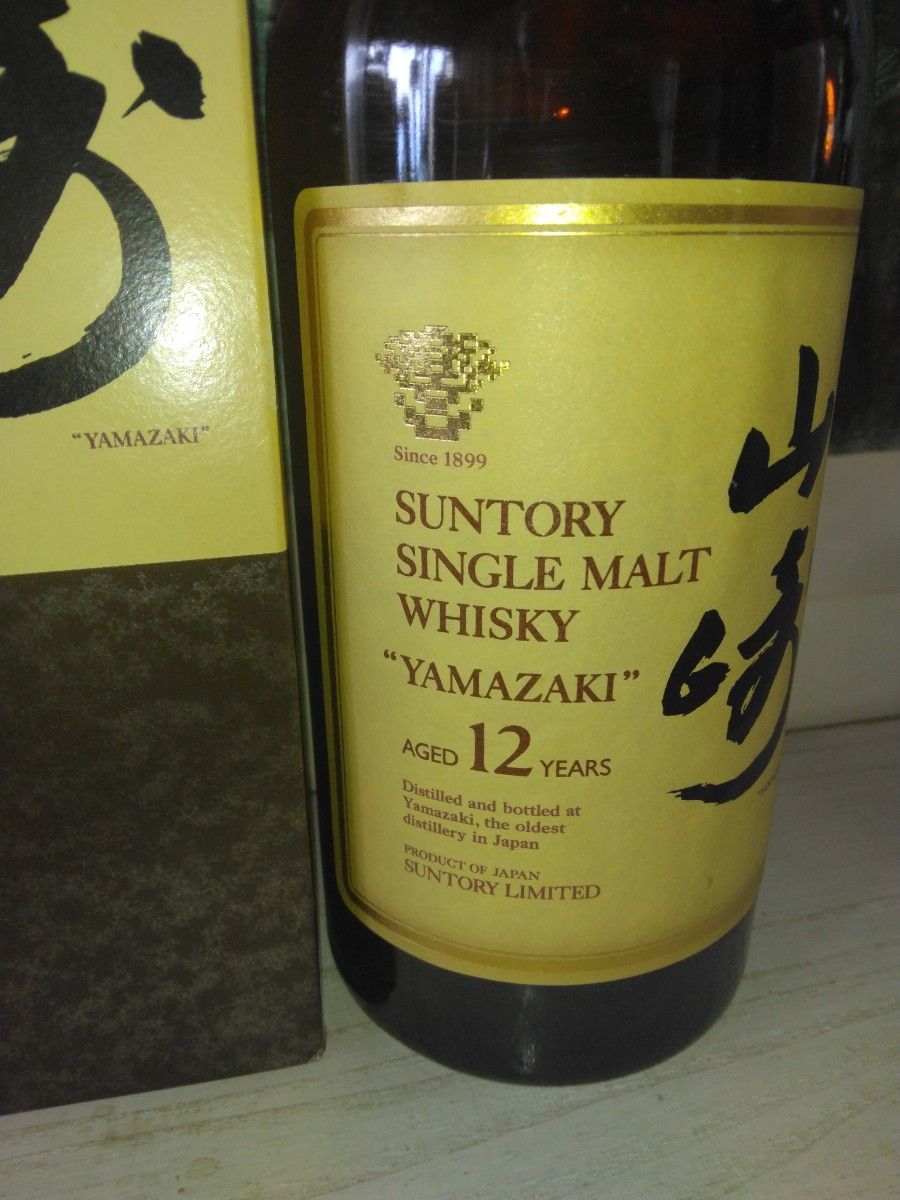 “YAMAZAKI”
Since 1899
SUNTORY
SINGLE MALT
WHISKY
“YAMAZAKI”
AGED 12 YEARS
Distilled and bottled at
Yamazaki, the oldest
distillery in Japan
PRODUCT OF JAPAN
SUNTORY LIMITED
山崎